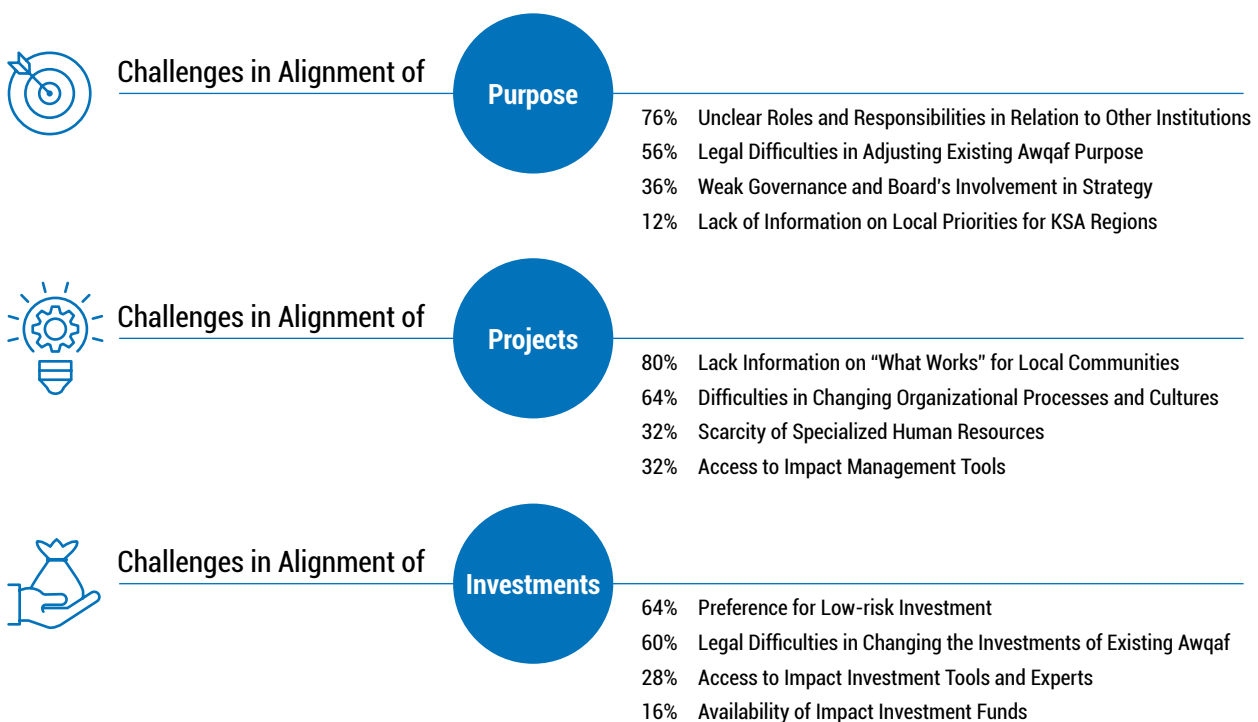 Challenges in Alignment of
Purpose
76% Unclear Roles and Responsibilities in Relation to Other Institutions
56% Legal Difficulties in Adjusting Existing Awqaf Purpose
36% Weak Governance and Board's Involvement in Strategy
12% Lack of Information on Local Priorities for KSA Regions
Challenges in Alignment of
Projects
80% Lack Information on “What Works” for Local Communities
64% Difficulties in Changing Organizational Processes and Cultures
32% Scarcity of Specialized Human Resources
32% Access to Impact Management Tools
Challenges in Alignment of
Investments
64% Preference for Low-risk Investment
60% Legal Difficulties in Changing the Investments of Existing Awqaf
28% Access to Impact Investment Tools and Experts
16% Availability of Impact Investment Funds